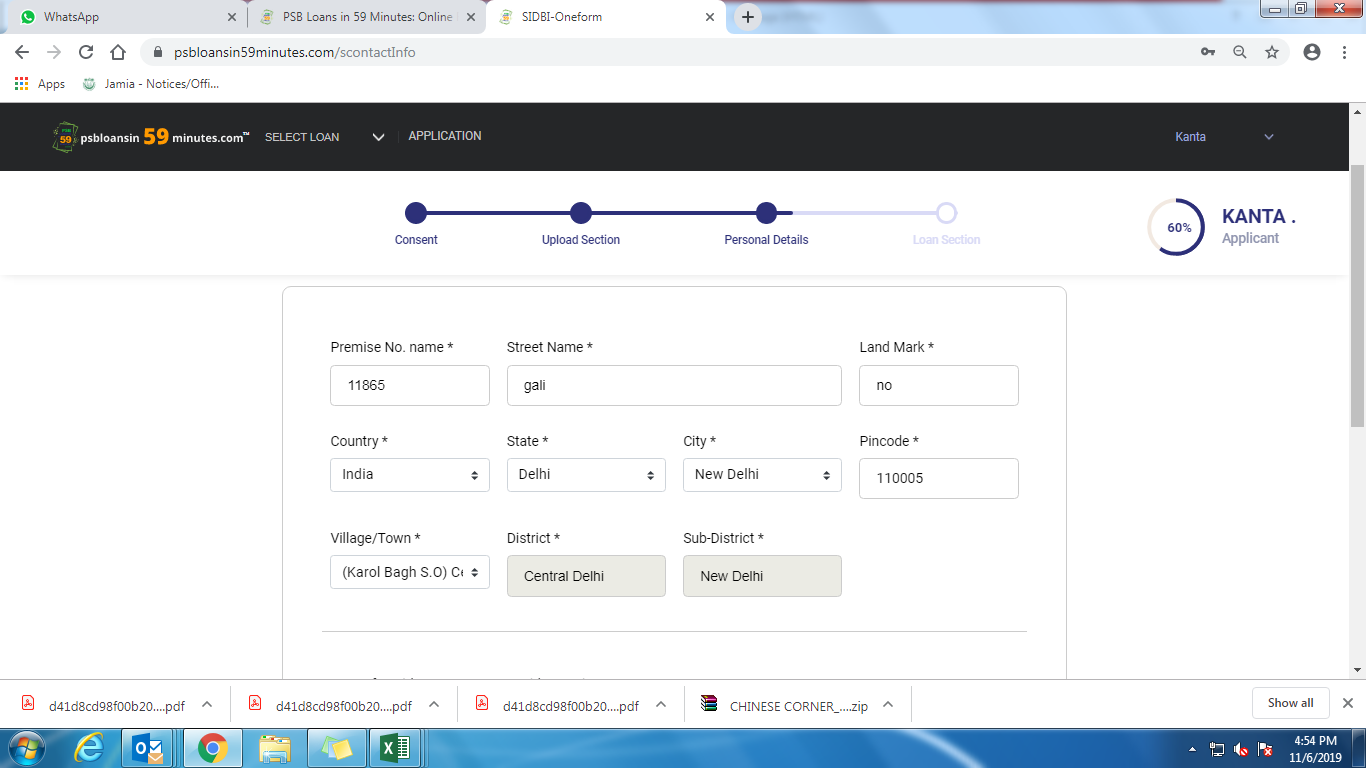 WhatsApp
PSB Loans in 59 Minutes: Online
SIDBI-Oneform
psbloansin59minutes.com/scontactInfo
Apps
Jamia - Notices/Offi...
PSB 59 psbloansin 59 minutes.com™
SELECT LOAN
APPLICATION
Kanta
Consent
Upload Section
Personal Details
Loan Section
60%
KANTA .
Applicant
Premise No. name *
Street Name *
Land Mark *
11865
gali
no
Country *
State *
City *
Pincode *
India
Delhi
New Delhi
110005
Village/Town *
District *
Sub-District *
(Karol Bagh S.O) Ce
Central Delhi
New Delhi
d41d8cd98f00b20....pdf
d41d8cd98f00b20....pdf
d41d8cd98f00b20....pdf
CHINESE CORNER_....zip
Show all
4:54 PM
11/6/2019